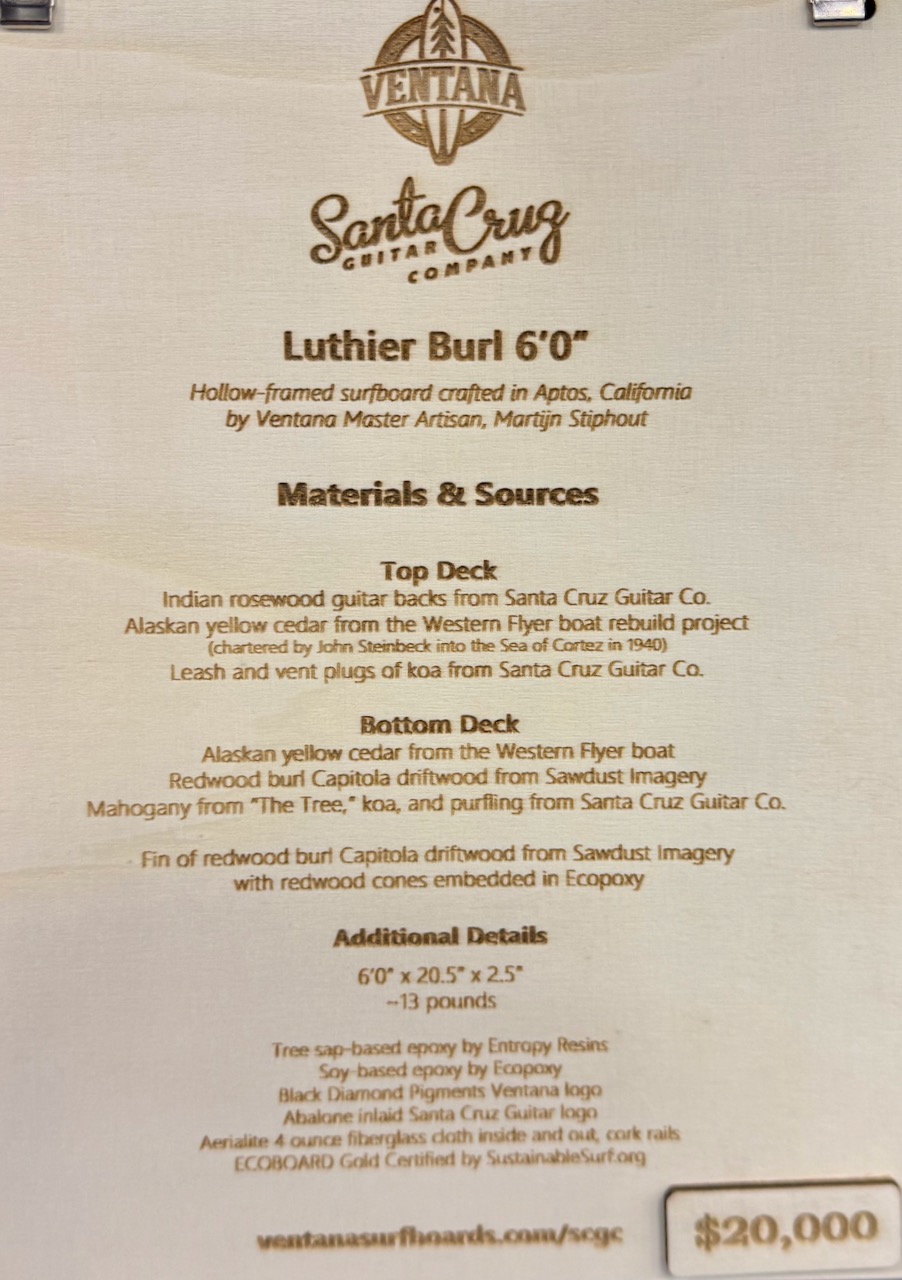 VENTANA
Santa Cruz
GUITAR
COMPANY
Luthier Burl 6'0"
Hollow-framed surfboard crafted in Aptos, California
by Ventana Master Artisan, Martijn Stiphout
Materials & Sources
Top Deck
Indian rosewood guitar backs from Santa Cruz Guitar Co.
Alaskan yellow cedar from the Western Flyer boat rebuild project
(chartered by John Steinbeck into the Sea of Cortez in 1940)
Leash and vent plugs of koa from Santa Cruz Guitar Co.
Bottom Deck
Alaskan yellow cedar from the Western Flyer boat
Redwood burl Capitola driftwood from Sawdust Imagery
Mahogany from "The Tree," koa, and purfling from Santa Cruz Guitar Co.
Fin of redwood burl Capitola driftwood from Sawdust Imagery
with redwood cones embedded in Ecopoxy
Additional Details
6'0" x 20.5" x 2.5"
~13 pounds
Tree sap-based epoxy by Entropy Resins
Soy-based epoxy by Ecopoxy
Black Diamond Pigments Ventana logo
Abalone inlaid Santa Cruz Guitar logo
Aerialite 4 ounce fiberglass cloth inside and out, cork rails
ECOBOARD Gold Certified by SustainableSurf.org
ventanasurfboards.com/scgc
$20,000